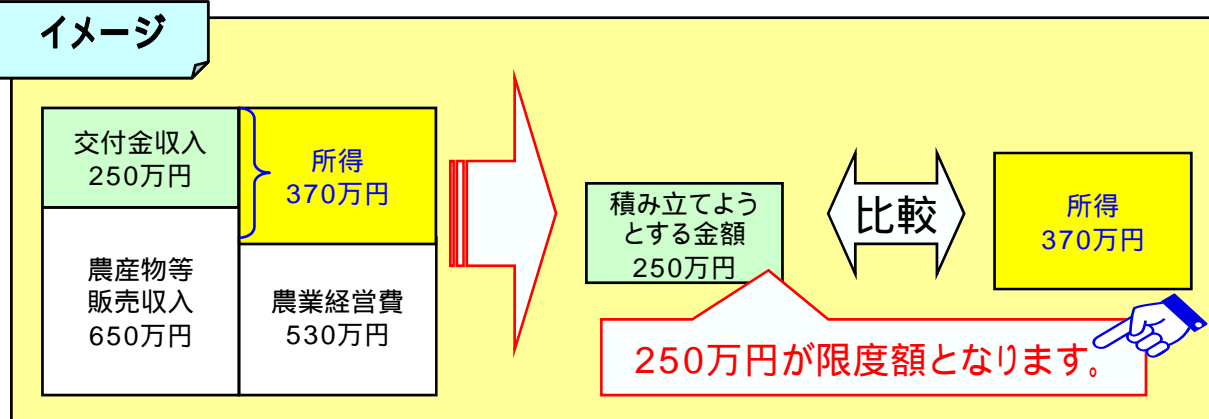 イメージ
交付金収入
250万円
農産物等
販売収入
650万円
所得
370万円
農業経営費
530万円
積み立てよう
とする金額
250万円
比較
所得
370万円
250万円が限度額となります。